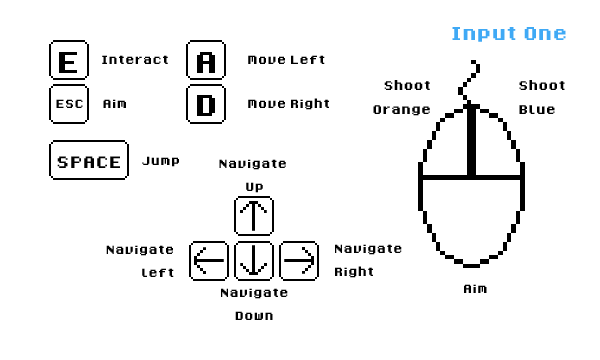 Input One
E Interact
A Move Left
ESC Aim
D Move Right
SPACE Jump
Shoot
Orange
Shoot
Blue
Navigate
Up
Navigate
Left
Navigate
Right
Navigate
Down
Aim